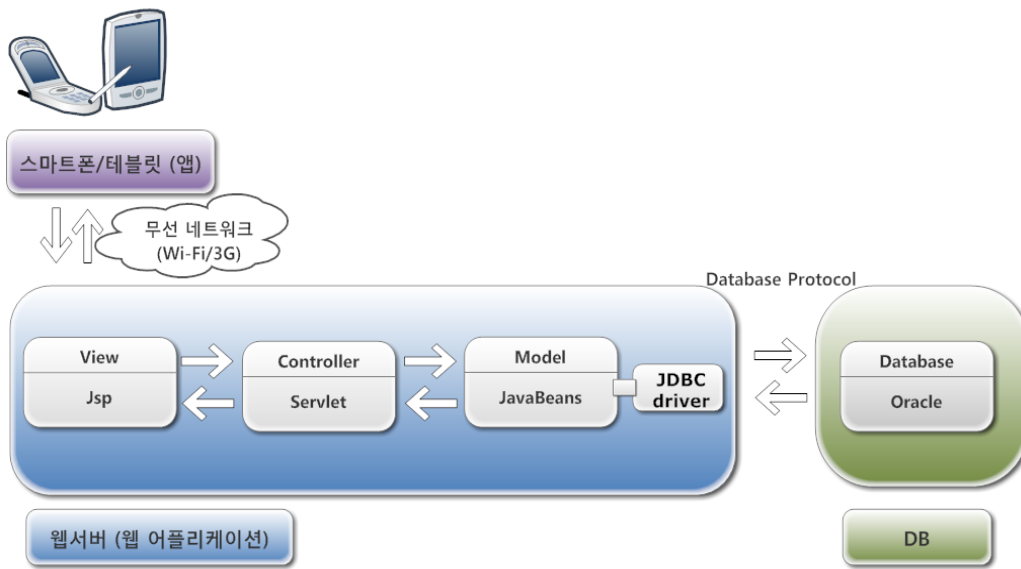 스마트폰/테블릿 (앱)
무선 네트워크
(Wi-Fi/3G)
Database Protocol
View
Jsp
Controller
Servlet
Model
JavaBeans
JDBC
driver
Database
Oracle
웹서버 (웹 어플리케이션)
DB